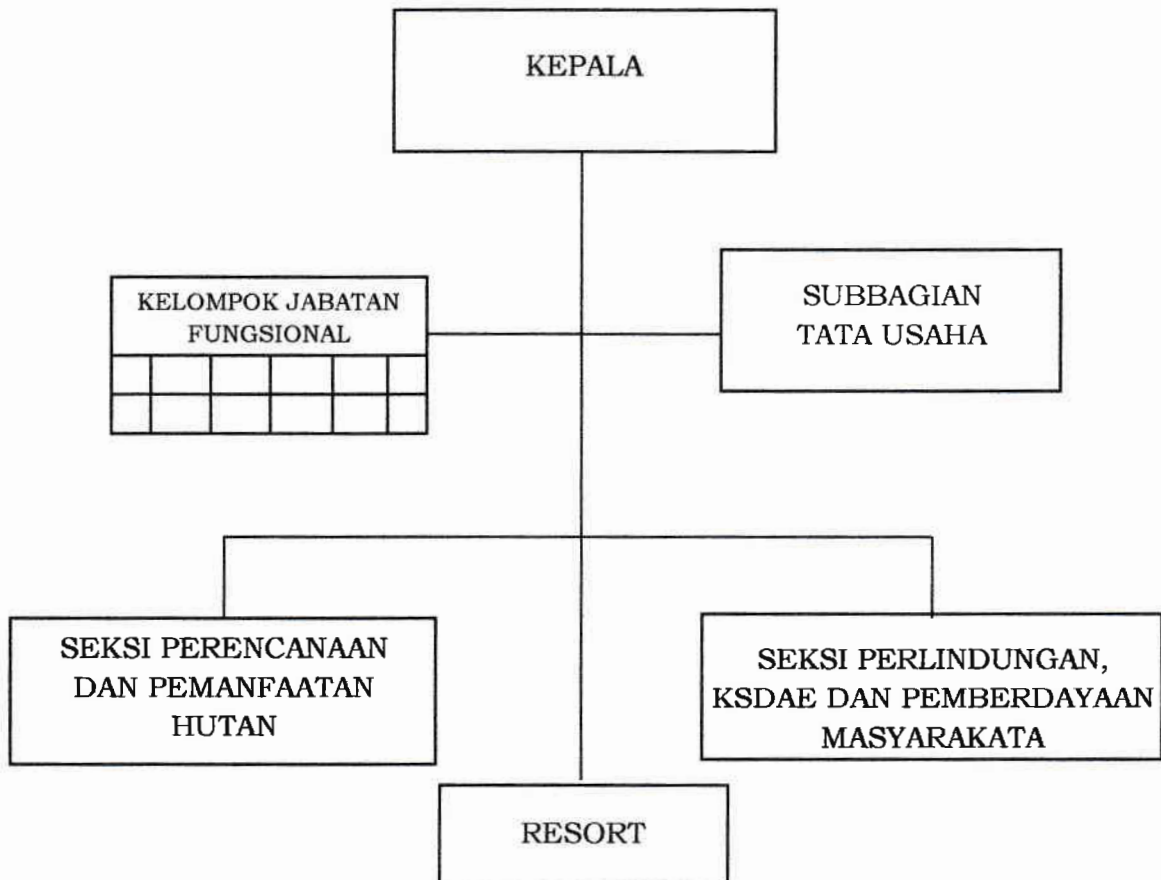 KEPALA
KELOMPOK JABATAN
FUNGSIONAL
SUBBAGIAN
TATA USAHA
SEKSI PERENCANAAN
DAN PEMANFAATAN
HUTAN
SEKSI PERLINDUNGAN,
KSDAE DAN PEMBERDAYAAN
MASYARAKATA
RESORT